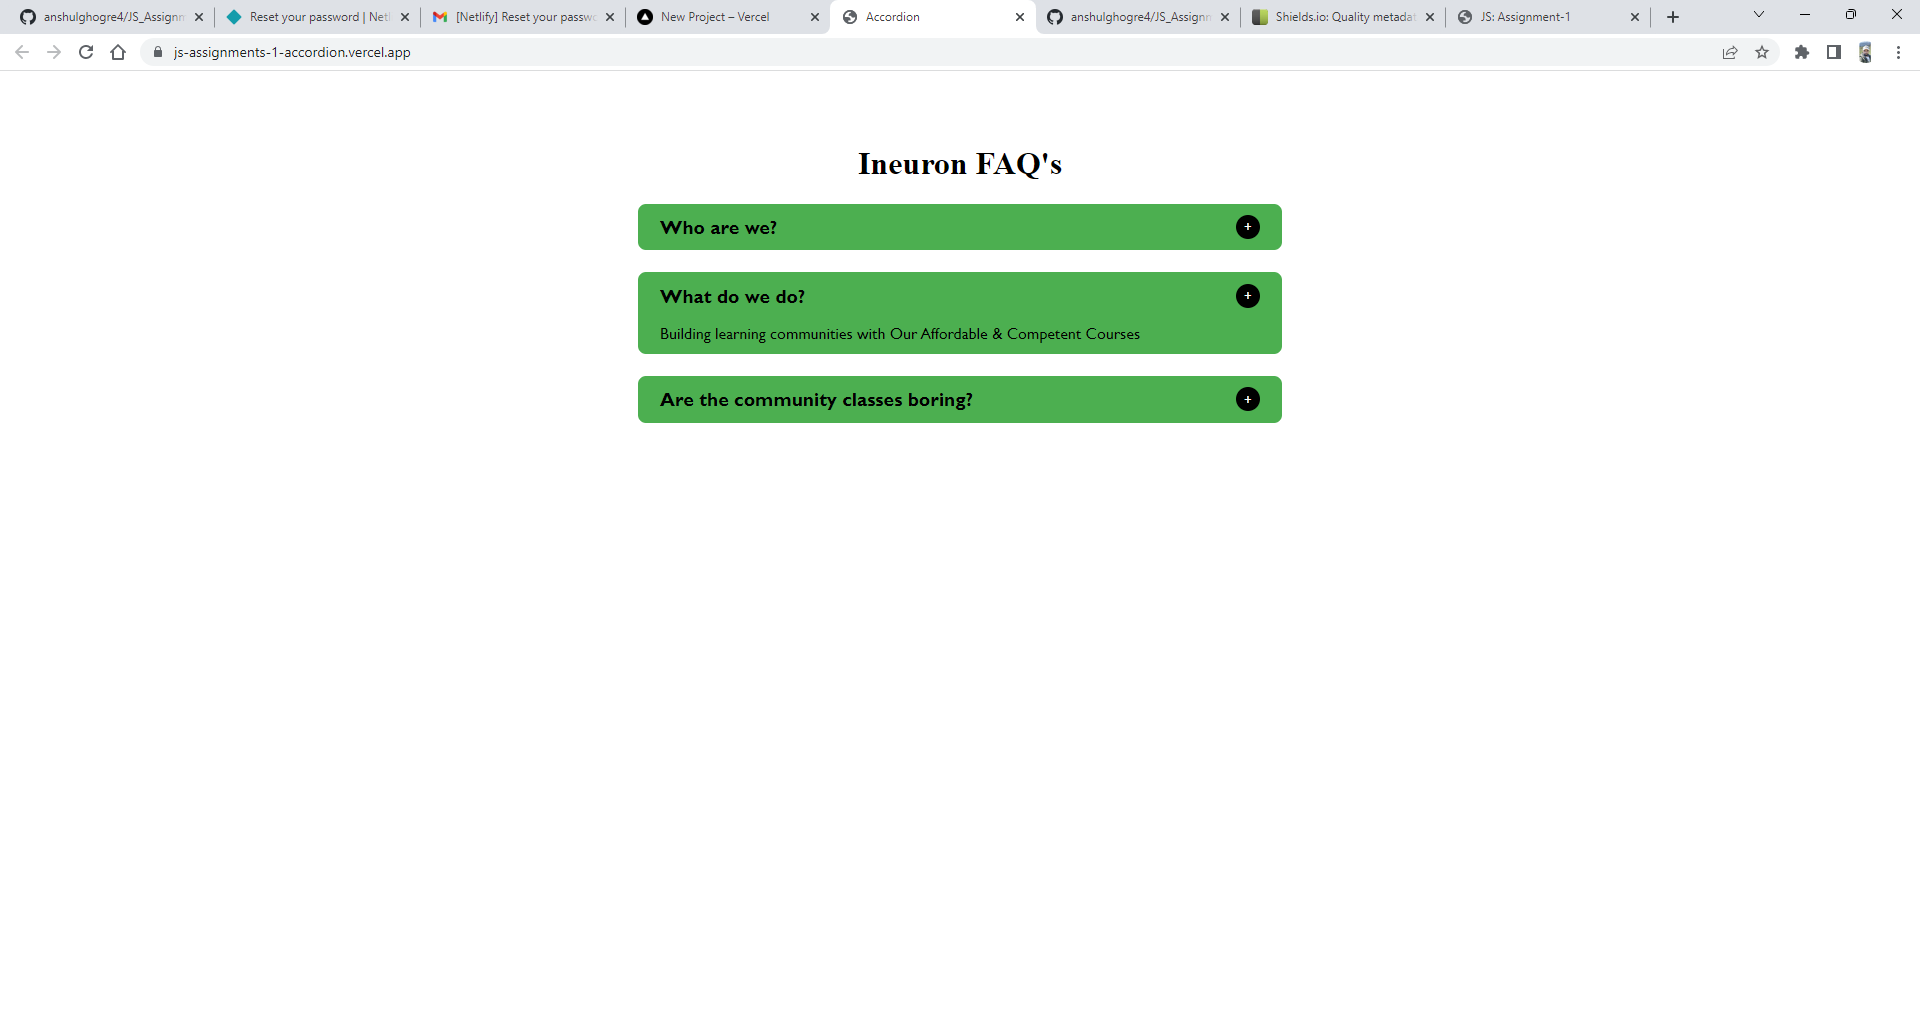 anshulghogre4/JS_Assignm
Reset your password | Netl
[Netlify] Reset your passwo
New Project – Vercel
Accordion
anshulghogre4/JS_Assignm
Shields.io: Quality metadat
JS: Assignment-1
js-assignments-1-accordion.vercel.app
Ineuron FAQ's
Who are we? +
What do we do? +
Building learning communities with Our Affordable & Competent Courses
Are the community classes boring? +